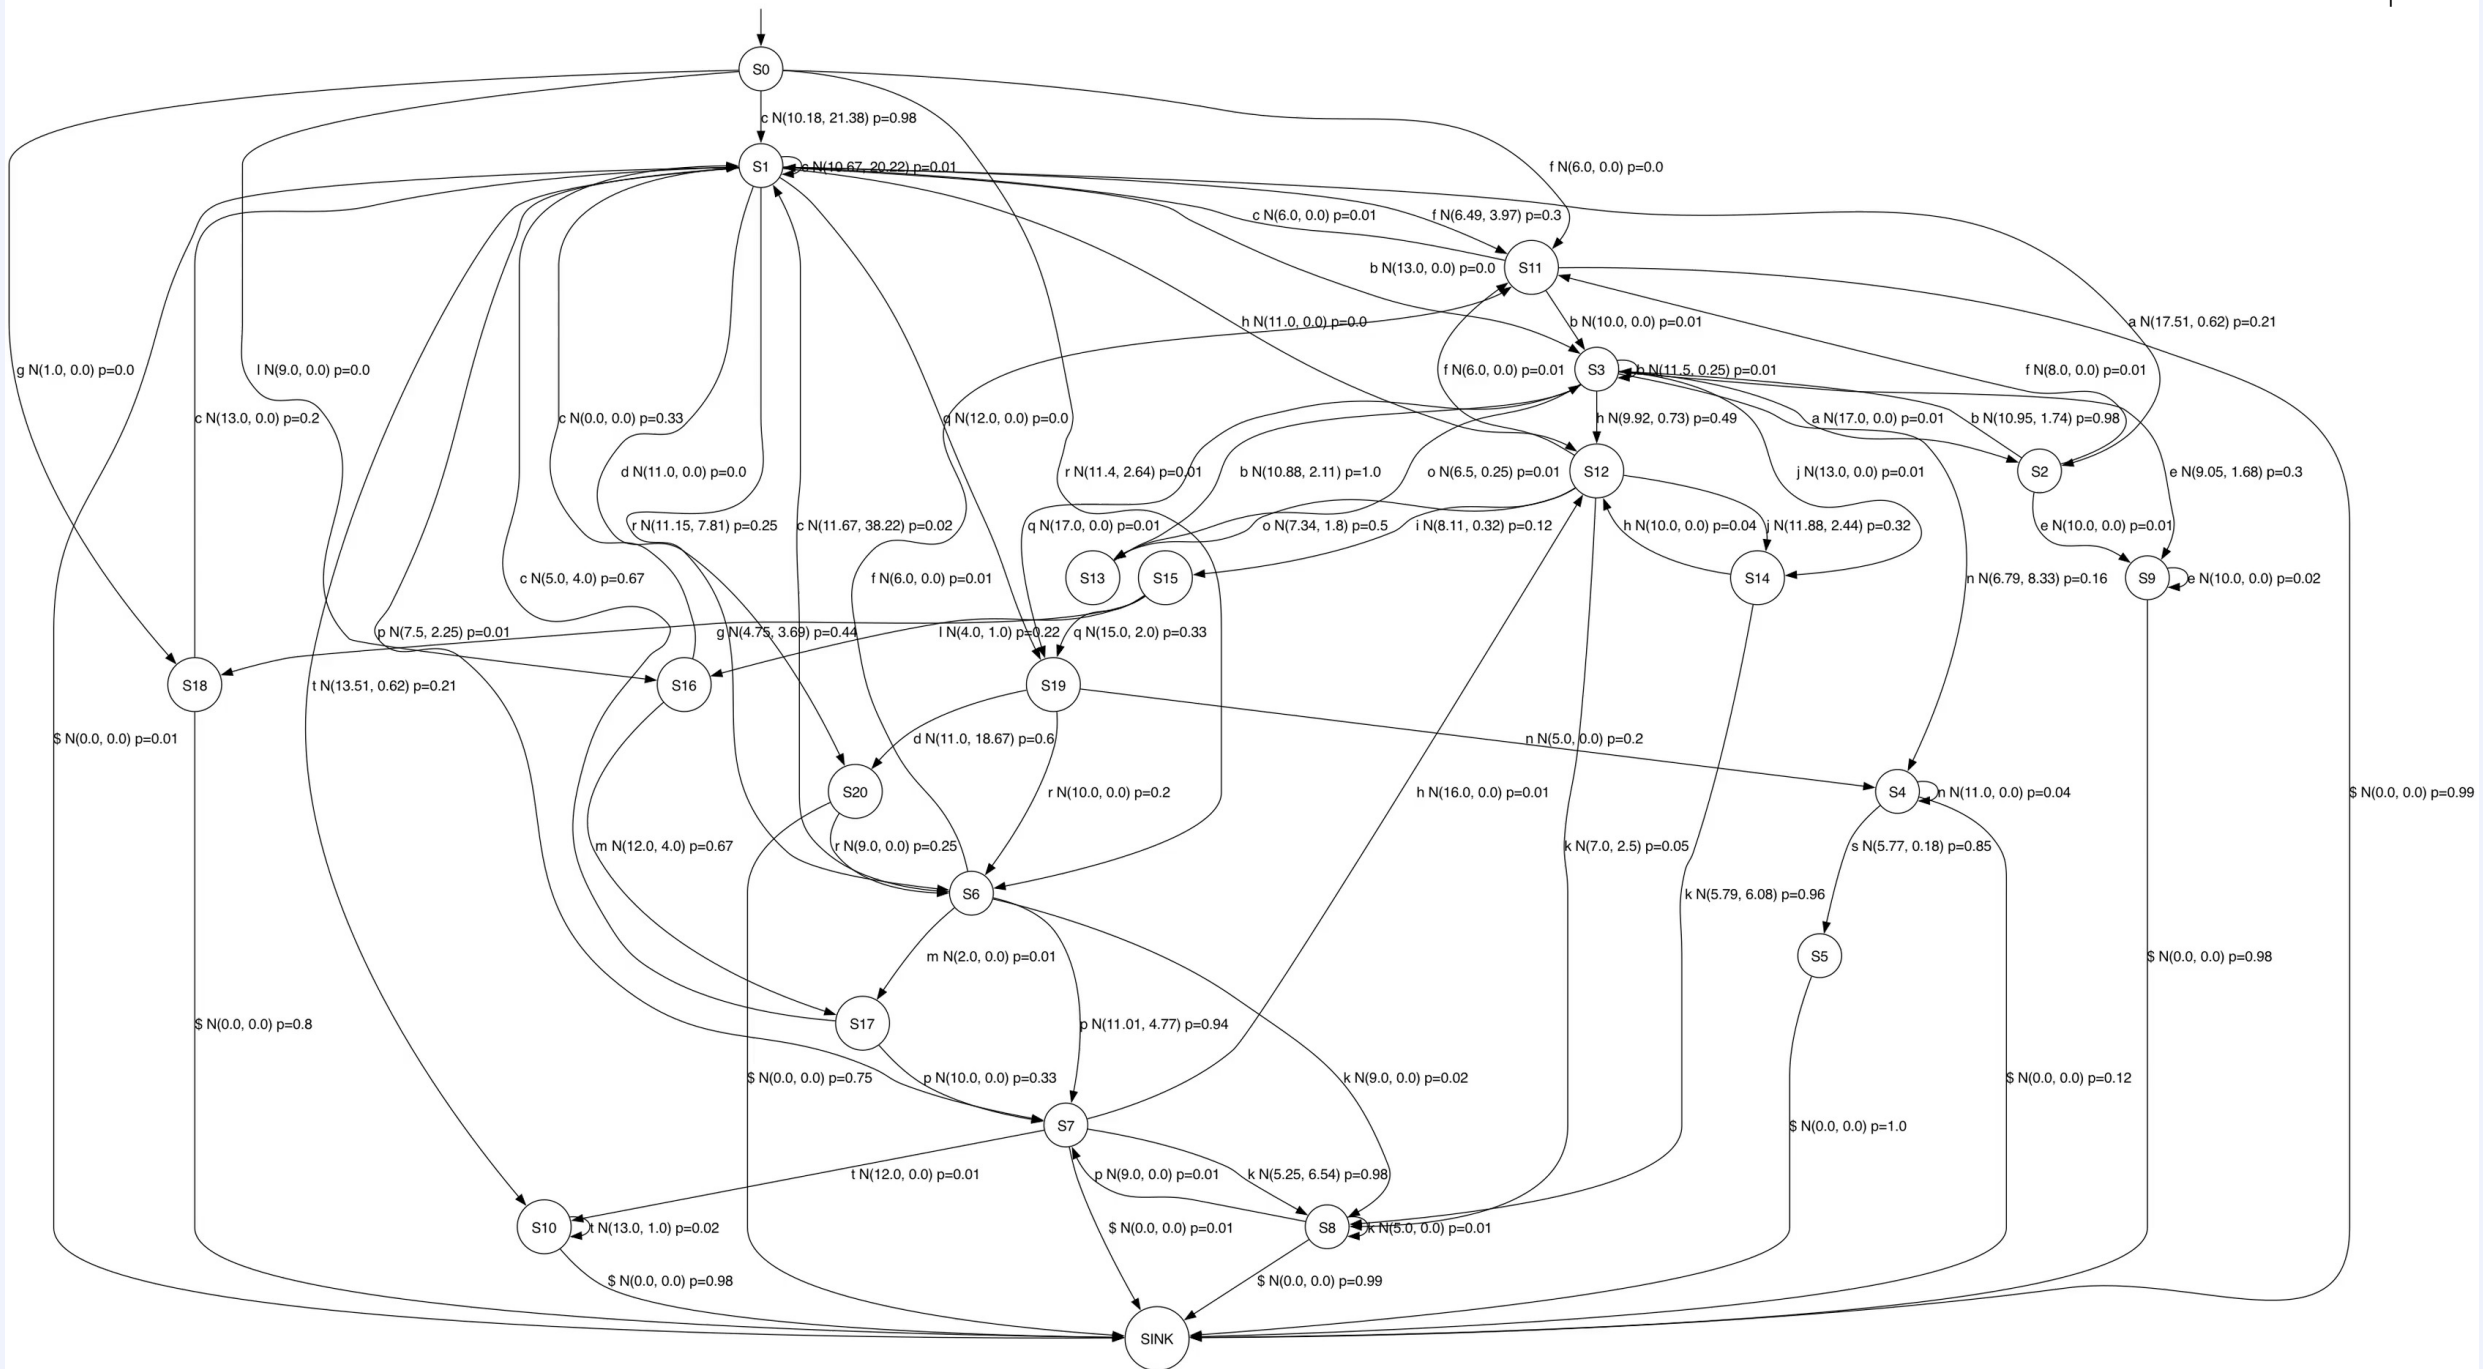 S0
c N(10.18, 21.38) p=0.98
S1
c N(10.67, 20.22) p=0.01
f N(6.0, 0.0) p=0.0
c N(6.0, 0.0) p=0.01
f N(6.49, 3.97) p=0.3
b N(13.0, 0.0) p=0.0
S11
h N(11.0, 0.0) p=0.0
b N(10.0, 0.0) p=0.01
a N(17.51, 0.62) p=0.21
g N(1.0, 0.0) p=0.0
l N(9.0, 0.0) p=0.0
f N(6.0, 0.0) p=0.01
S3
b N(11.5, 0.25) p=0.01
f N(8.0, 0.0) p=0.01
c N(13.0, 0.0) p=0.2
c N(0.0, 0.0) p=0.33
q N(12.0, 0.0) p=0.0
h N(9.92, 0.73) p=0.49
a N(17.0, 0.0) p=0.01
b N(10.95, 1.74) p=0.98
d N(11.0, 0.0) p=0.0
r N(11.4, 2.64) p=0.01
b N(10.88, 2.11) p=1.0
o N(6.5, 0.25) p=0.01
S12
j N(13.0, 0.0) p=0.01
S2
e N(9.05, 1.68) p=0.3
r N(11.15, 7.81) p=0.25
c N(11.67, 38.22) p=0.02
q N(17.0, 0.0) p=0.01
o N(7.34, 1.8) p=0.5
i N(8.11, 0.32) p=0.12
h N(10.0, 0.0) p=0.04
j N(11.88, 2.44) p=0.32
e N(10.0, 0.0) p=0.01
c N(5.0, 4.0) p=0.67
f N(6.0, 0.0) p=0.01
S13
S15
S14
n N(6.79, 8.33) p=0.16
S9
e N(10.0, 0.0) p=0.02
p N(7.5, 2.25) p=0.01
g N(4.75, 3.69) p=0.44
l N(4.0, 1.0) p=0.22
q N(15.0, 2.0) p=0.33
S18
t N(13.51, 0.62) p=0.21
S16
S19
$ N(0.0, 0.0) p=0.01
d N(11.0, 18.67) p=0.6
n N(5.0, 0.0) p=0.2
S20
r N(10.0, 0.0) p=0.2
h N(16.0, 0.0) p=0.01
S4
n N(11.0, 0.0) p=0.04
$ N(0.0, 0.0) p=0.99
m N(12.0, 4.0) p=0.67
r N(9.0, 0.0) p=0.25
k N(7.0, 2.5) p=0.05
s N(5.77, 0.18) p=0.85
S6
k N(5.79, 6.08) p=0.96
m N(2.0, 0.0) p=0.01
S5
$ N(0.0, 0.0) p=0.98
$ N(0.0, 0.0) p=0.8
S17
p N(11.01, 4.77) p=0.94
$ N(0.0, 0.0) p=0.75
p N(10.0, 0.0) p=0.33
k N(9.0, 0.0) p=0.02
$ N(0.0, 0.0) p=0.12
S7
$ N(0.0, 0.0) p=1.0
t N(12.0, 0.0) p=0.01
p N(9.0, 0.0) p=0.01
k N(5.25, 6.54) p=0.98
S10
t N(13.0, 1.0) p=0.02
$ N(0.0, 0.0) p=0.01
S8
k N(5.0, 0.0) p=0.01
$ N(0.0, 0.0) p=0.98
$ N(0.0, 0.0) p=0.99
SINK